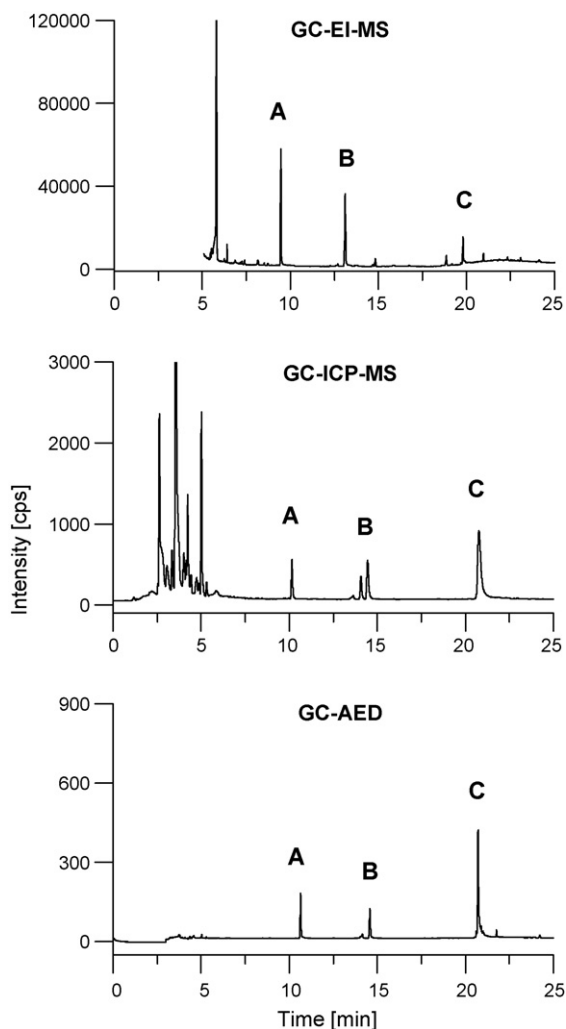 GC-EI-MS
120000
80000
40000
0
A
B
C
0 5 10 15 20 25
GC-ICP-MS
Intensity [cps]
3000
2000
1000
0
A
B
C
0 5 10 15 20 25
GC-AED
900
600
300
0
A
B
C
0 5 10 15 20 25
Time [min]